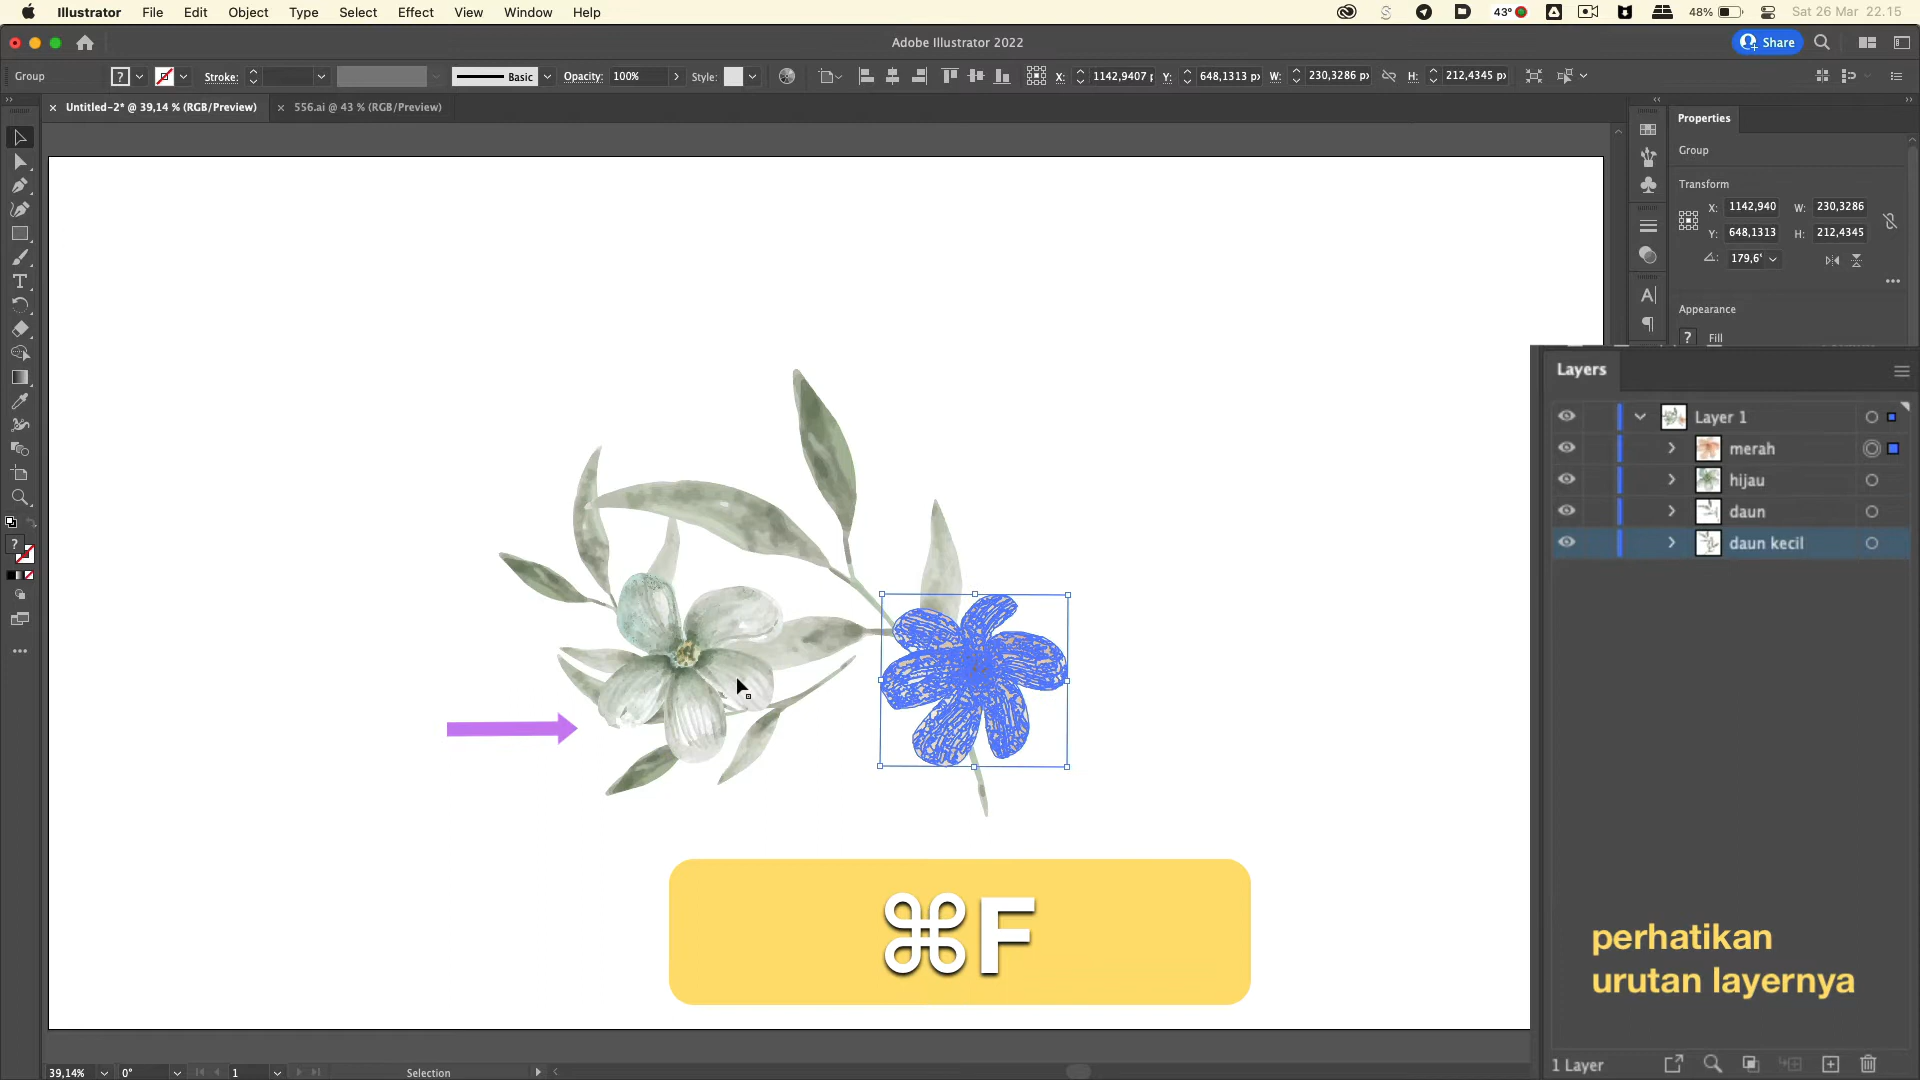 Illustrator File Edit Object Type Select Effect View Window Help
43° 48% Sat 26 Mar 22.15
Adobe Illustrator 2022
Share
Group ? Stroke: Basic Opacity: 100% Style: X: 1142,9407 p Y: 648,1313 px W: 230,3286 px H: 212,4345 px
× Untitled-2* @ 39,14 % (RGB/Preview) × 556.ai @ 43 % (RGB/Preview)
Properties
Group
Transform
X: 1142,940 W: 230,3286
Y: 648,1313 H: 212,4345
179,6°
Appearance
? Fill
Layers
Layer 1
merah
hijau
daun
daun kecil
⌘F
perhatikan
urutan layernya
1 Layer
39,14% 0° 1 Selection